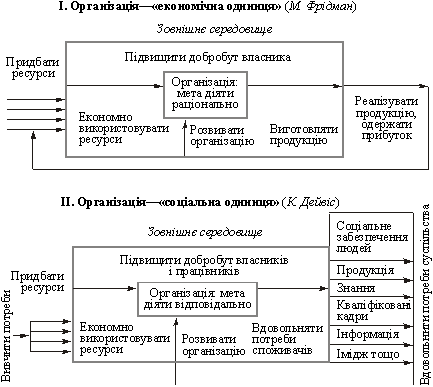 I. Організація—«економічна одиниця» (М. Фрідман)
Зовнішнє середовище
Придбати
ресурси
Підвищити добробут власника
Організація:
мета діяти
раціонально
Економно
використовувати
ресурси
Розвивати
організацію
Виготовляти
продукцію
Реалізувати
продукцію,
одержати
прибуток
II. Організація—«соціальна одниця» (К. Дейвіс)
Зовнішнє середовище
Вивчити потреби
Придбати
ресурси
Підвищити добробут власників
і працівників
Організація: мета
діяти відповідально
Економно
використовувати
ресурси
Розвивати
організацію
Вдовольняти
потреби
споживачів
Соціальне
забезпечення
людей
Продукція
Знання
Кваліфіковані
кадри
Інформація
Імідж тощо
Вдовольнити потреби суспільства